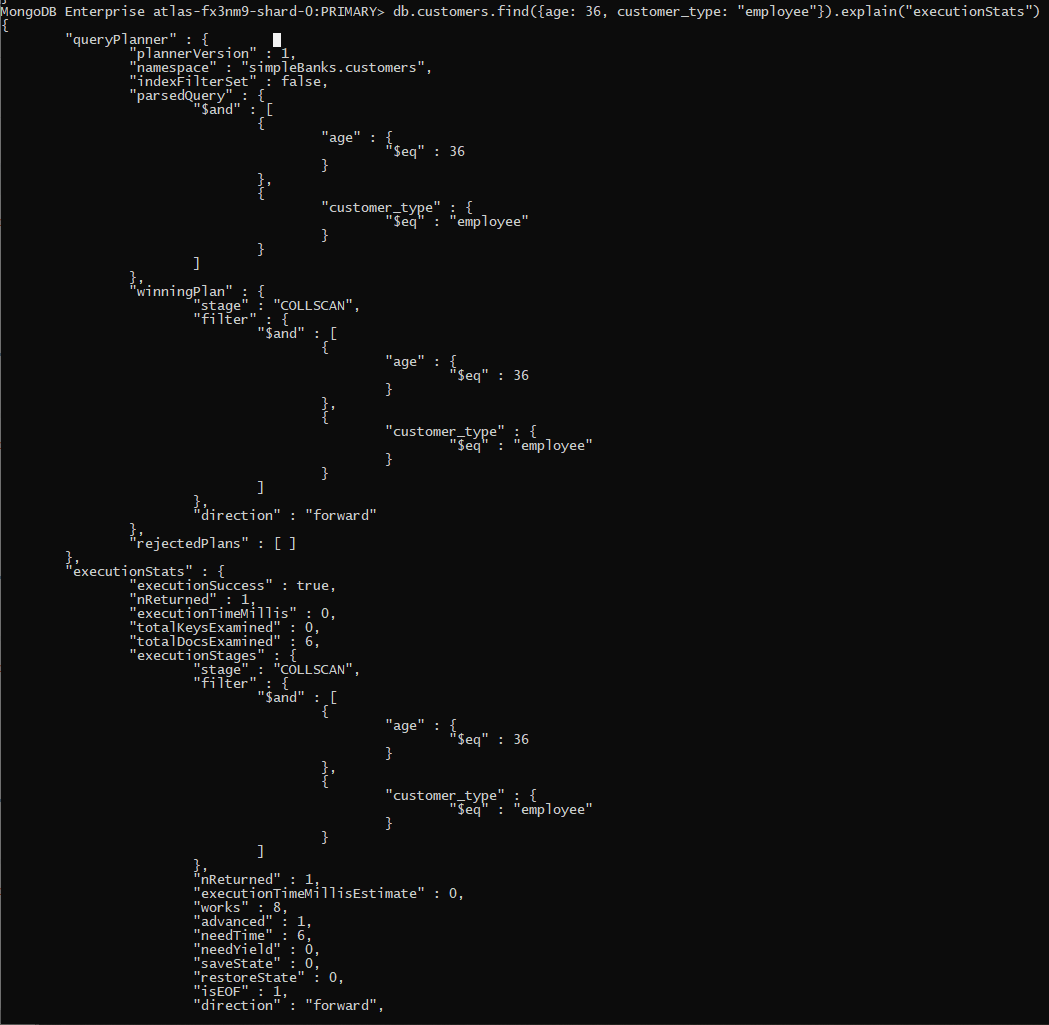 }
MongoDB Enterprise atlas-fx3nm9-shard-0:PRIMARY> db.customers.find({age: 36, customer_type: "employee"}).explain("executionStats")
{
"queryPlanner" : {
"plannerVersion" : 1,
"namespace" : "simpleBanks.customers",
"indexFilterSet" : false,
"parsedQuery" : {
"$and" : [
{
"age" : {
"$eq" : 36
}
},
{
"customer_type" : {
"$eq" : "employee"
}
}
]
},
"winningPlan" : {
"stage" : "COLLSCAN",
"filter" : {
"$and" : [
{
"age" : {
"$eq" : 36
}
},
{
"customer_type" : {
"$eq" : "employee"
}
}
]
},
"direction" : "forward"
},
"rejectedPlans" : [ ]
},
"executionStats" : {
"executionSuccess" : true,
"nReturned" : 1,
"executionTimeMillis" : 0,
"totalKeysExamined" : 0,
"totalDocsExamined" : 6,
"executionStages" : {
"stage" : "COLLSCAN",
"filter" : {
"$and" : [
{
"age" : {
"$eq" : 36
}
},
{
"customer_type" : {
"$eq" : "employee"
}
}
]
},
"nReturned" : 1,
"executionTimeMillisEstimate" : 0,
"works" : 8,
"advanced" : 1,
"needTime" : 6,
"needYield" : 0,
"saveState" : 0,
"restoreState" : 0,
"isEOF" : 1,
"direction" : "forward",